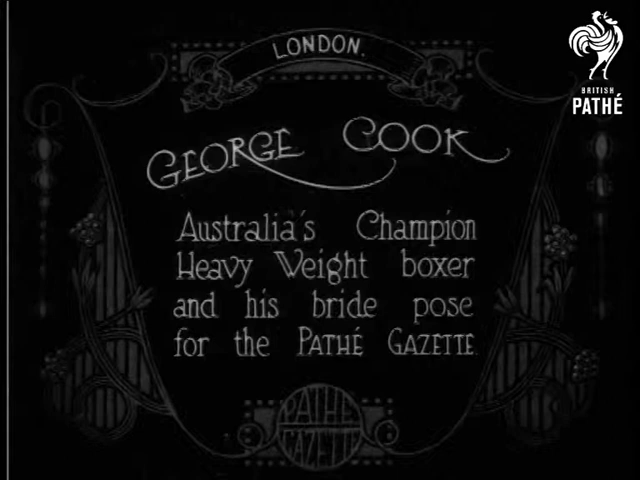 LONDON.
BRITISH
PATHÉ
GEORGE COOK
Australia's Champion
Heavy Weight boxer
and his bride pose
for the PATHÉ GAZETTE.
PATHE
GAZETTE